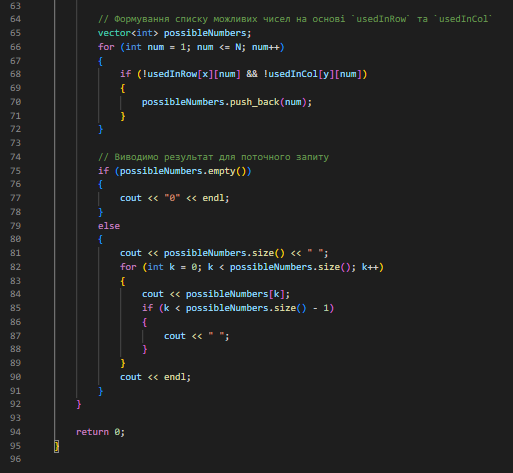 63
64 // Формування списку можливих чисел на основі `usedInRow` та `usedInCol`
65 vector<int> possibleNumbers;
66 for (int num = 1; num <= N; num++)
67 {
68 if (!usedInRow[x][num] && !usedInCol[y][num])
69 {
70 possibleNumbers.push_back(num);
71 }
72 }
73
74 // Виводимо результат для поточного запиту
75 if (possibleNumbers.empty())
76 {
77 cout << "0" << endl;
78 }
79 else
80 {
81 cout << possibleNumbers.size() << " ";
82 for (int k = 0; k < possibleNumbers.size(); k++)
83 {
84 cout << possibleNumbers[k];
85 if (k < possibleNumbers.size() - 1)
86 {
87 cout << " ";
88 }
89 }
90 cout << endl;
91 }
92 }
93
94 return 0;
95 }
96